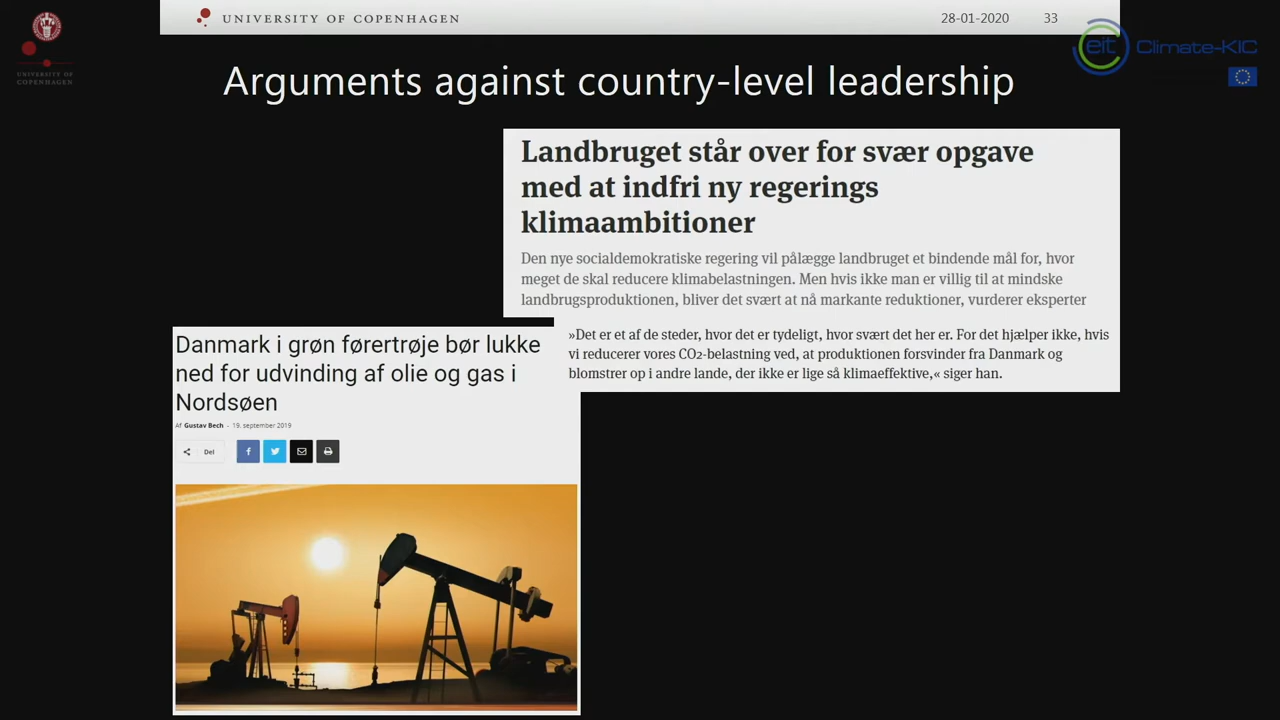 UNIVERSITY OF COPENHAGEN
28-01-2020
33
UNIVERSITY OF
COPENHAGEN
eit Climate-KIC
Arguments against country-level leadership
Landbruget står over for svær opgave
med at indfri ny regerings
klimaambitioner
Den nye socialdemokratiske regering vil pålægge landbruget et bindende mål for, hvor
meget de skal reducere klimabelastningen. Men hvis ikke man er villig til at mindske
landbrugsproduktionen, bliver det svært at nå markante reduktioner, vurderer eksperter
»Det er et af de steder, hvor det er tydeligt, hvor svært det her er. For det hjælper ikke, hvis
vi reducerer vores CO2-belastning ved, at produktionen forsvinder fra Danmark og
blomstrer op i andre lande, der ikke er lige så klimaeffektive,« siger han.
Danmark i grøn førertrøje bør lukke
ned for udvinding af olie og gas i
Nordsøen
Af Gustav Bech - 19. september 2019
Del